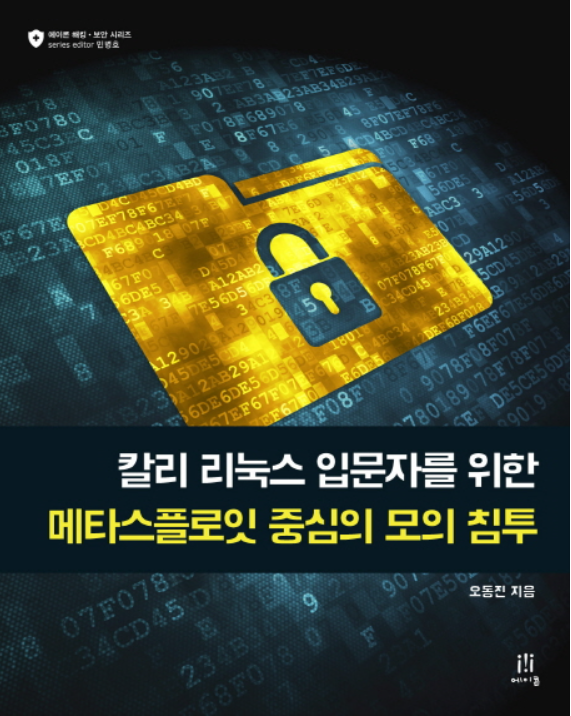 에이콘 해킹 · 보안 시리즈
series editor 민병호
칼리 리눅스 입문자를 위한
메타스플로잇 중심의 모의 침투
오동진 지음
에이콘